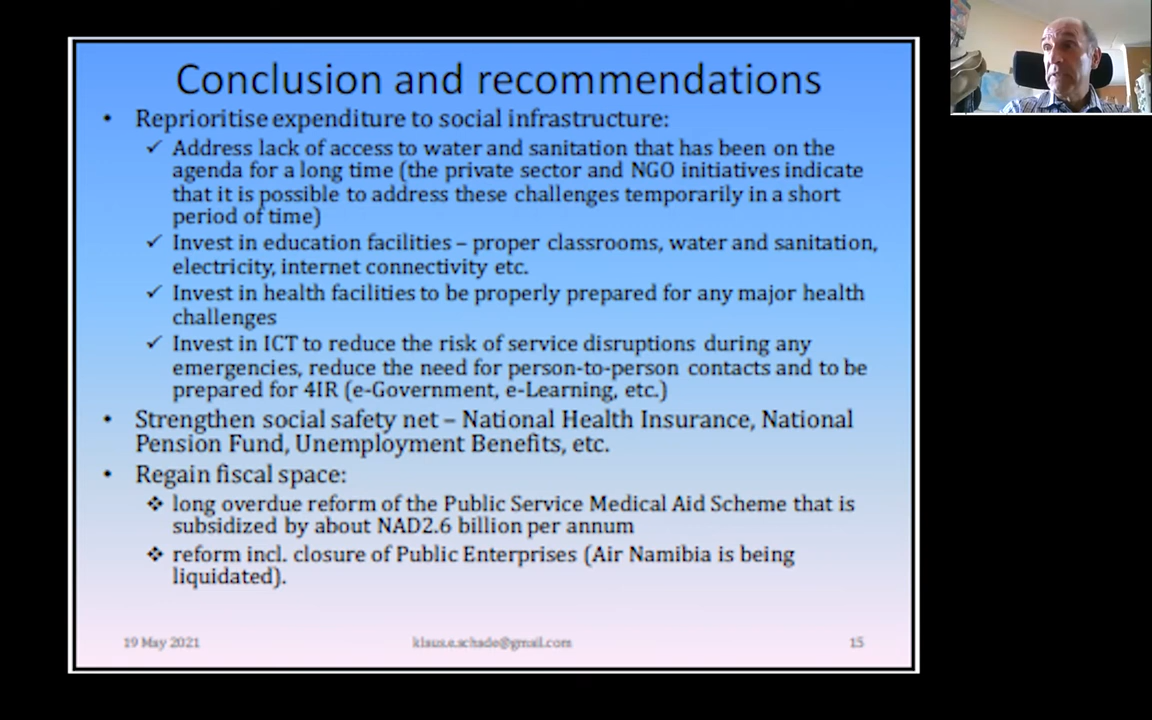 Conclusion and recommendations
• Reprioritise expenditure to social infrastructure:
✓ Address lack of access to water and sanitation that has been on the
agenda for a long time (the private sector and NGO initiatives indicate
that it is possible to address these challenges temporarily in a short
period of time)
✓ Invest in education facilities – proper classrooms, water and sanitation,
electricity, internet connectivity etc.
✓ Invest in health facilities to be properly prepared for any major health
challenges
✓ Invest in ICT to reduce the risk of service disruptions during any
emergencies, reduce the need for person-to-person contacts and to be
prepared for 4IR (e-Government, e-Learning, etc.)
• Strengthen social safety net – National Health Insurance, National
Pension Fund, Unemployment Benefits, etc.
• Regain fiscal space:
❖ long overdue reform of the Public Service Medical Aid Scheme that is
subsidized by about NAD2.6 billion per annum
❖ reform incl. closure of Public Enterprises (Air Namibia is being
liquidated).
19 May 2021
klaus.e.schade@gmail.com
15